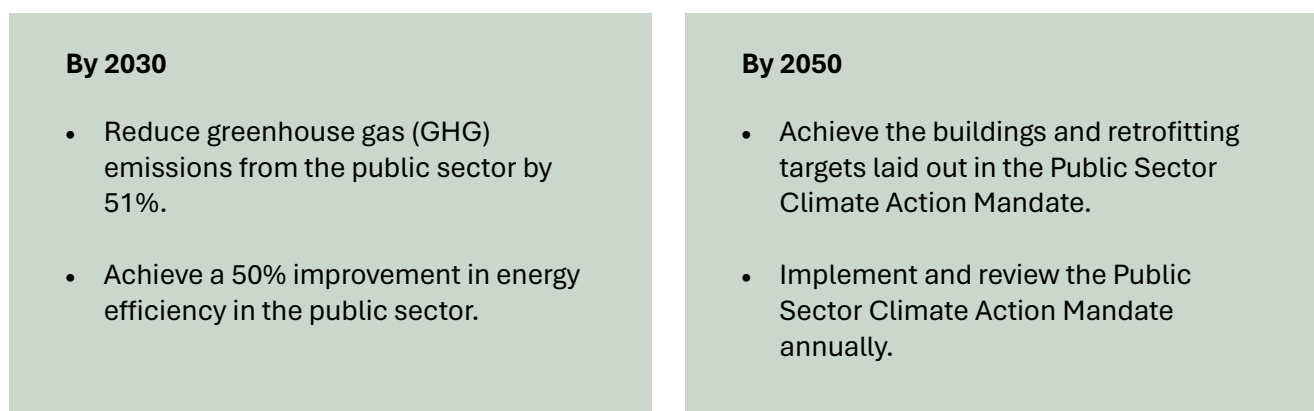 By 2030
• Reduce greenhouse gas (GHG)
emissions from the public sector by
51%.
• Achieve a 50% improvement in energy
efficiency in the public sector.
By 2050
• Achieve the buildings and retrofitting
targets laid out in the Public Sector
Climate Action Mandate.
• Implement and review the Public
Sector Climate Action Mandate
annually.